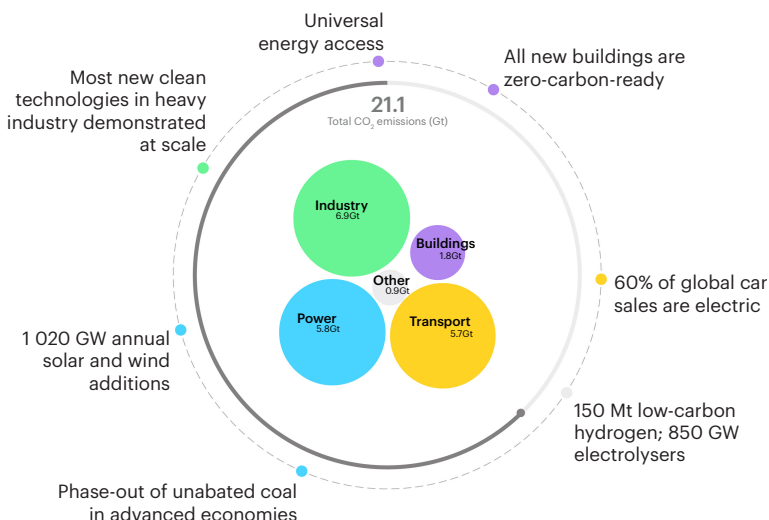 Universal
energy access
All new buildings are
zero-carbon-ready
Most new clean
technologies in heavy
industry demonstrated
at scale
21.1
Total CO₂ emissions (Gt)
Industry
6.9Gt
Buildings
1.8Gt
Other
0.9Gt
Power
5.8Gt
Transport
5.7Gt
60% of global car
sales are electric
1 020 GW annual
solar and wind
additions
150 Mt low-carbon
hydrogen; 850 GW
electrolysers
Phase-out of unabated coal
in advanced economies